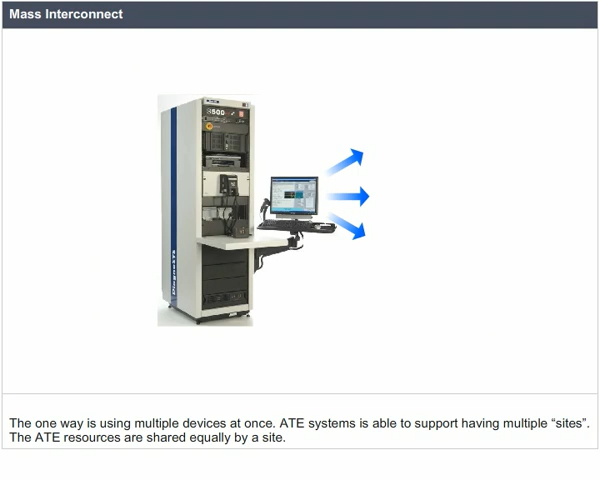 Mass Interconnect
The one way is using multiple devices at once. ATE systems is able to support having multiple “sites”.
The ATE resources are shared equally by a site.